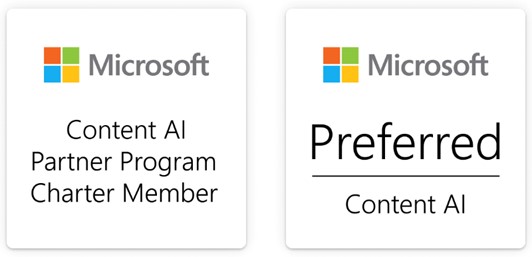 Microsoft
Content AI
Partner Program
Charter Member
Microsoft
Preferred
Content AI